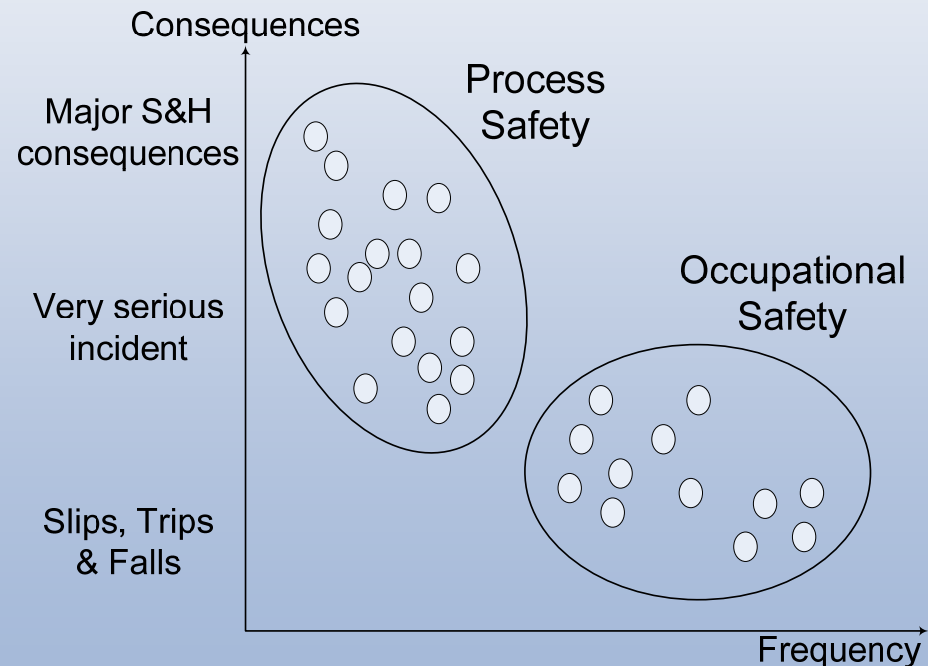 Consequences
Process
Safety
Major S&H
consequences
Occupational
Safety
Very serious
incident
Slips, Trips
& Falls
Frequency